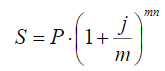 S = P·(1 + j/m)^{mn}